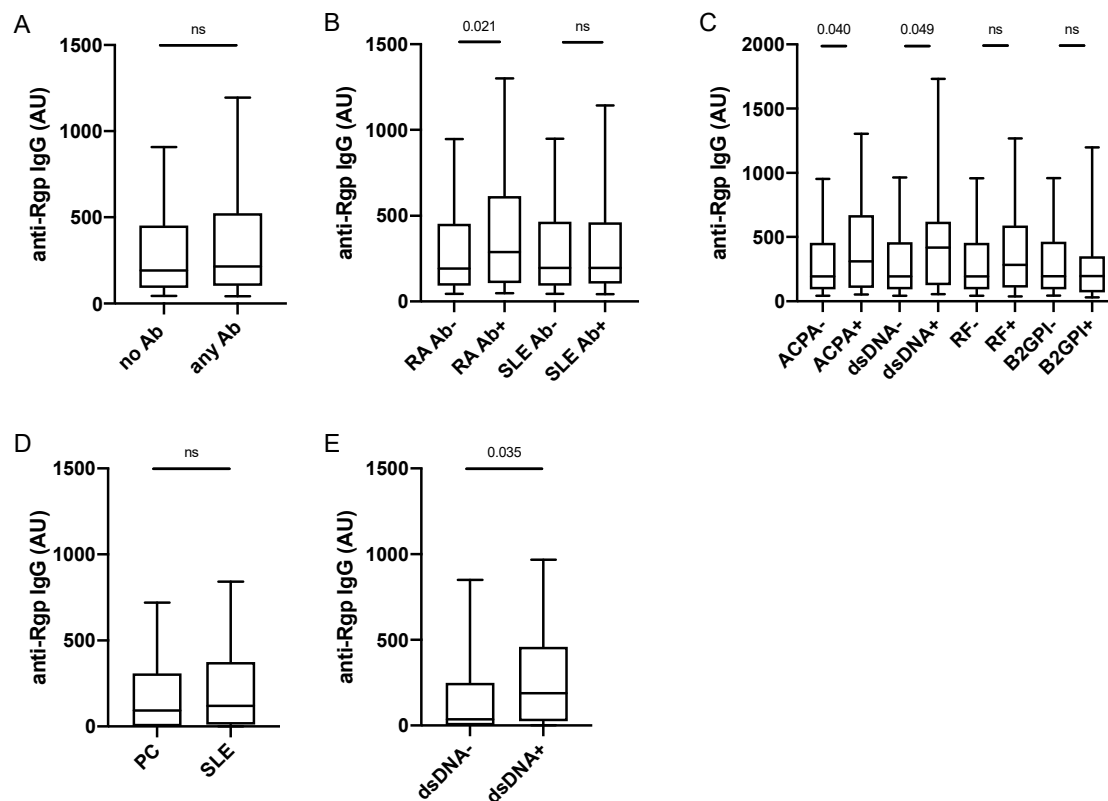 A
ns
1500
1000
500
0
anti-Rgp IgG (AU)
no Ab
any Ab
B
0.021
ns
1500
1000
500
0
anti-Rgp IgG (AU)
RA Ab-
RA Ab+
SLE Ab-
SLE Ab+
C
0.040
0.049
ns
ns
2000
1500
1000
500
0
anti-Rgp IgG (AU)
ACPA-
ACPA+
dsDNA-
dsDNA+
RF-
RF+
B2GPI-
B2GPI+
D
ns
1500
1000
500
0
anti-Rgp IgG (AU)
PC
SLE
E
0.035
1500
1000
500
0
anti-Rgp IgG (AU)
dsDNA-
dsDNA+